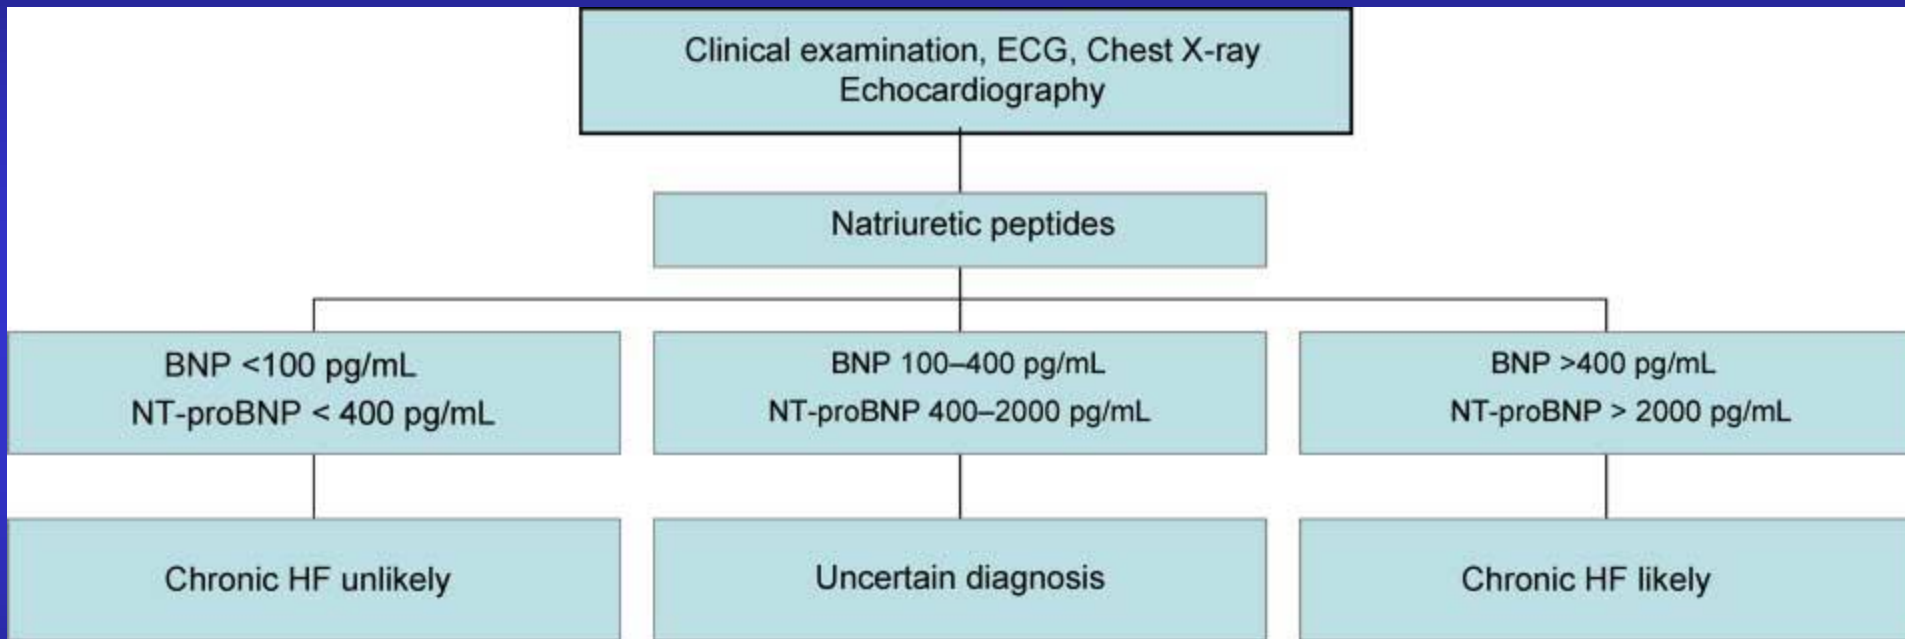 Clinical examination, ECG, Chest X-ray
Echocardiography
Natriuretic peptides
BNP <100 pg/mL
NT-proBNP < 400 pg/mL
BNP 100–400 pg/mL
NT-proBNP 400–2000 pg/mL
BNP >400 pg/mL
NT-proBNP > 2000 pg/mL
Chronic HF unlikely
Uncertain diagnosis
Chronic HF likely